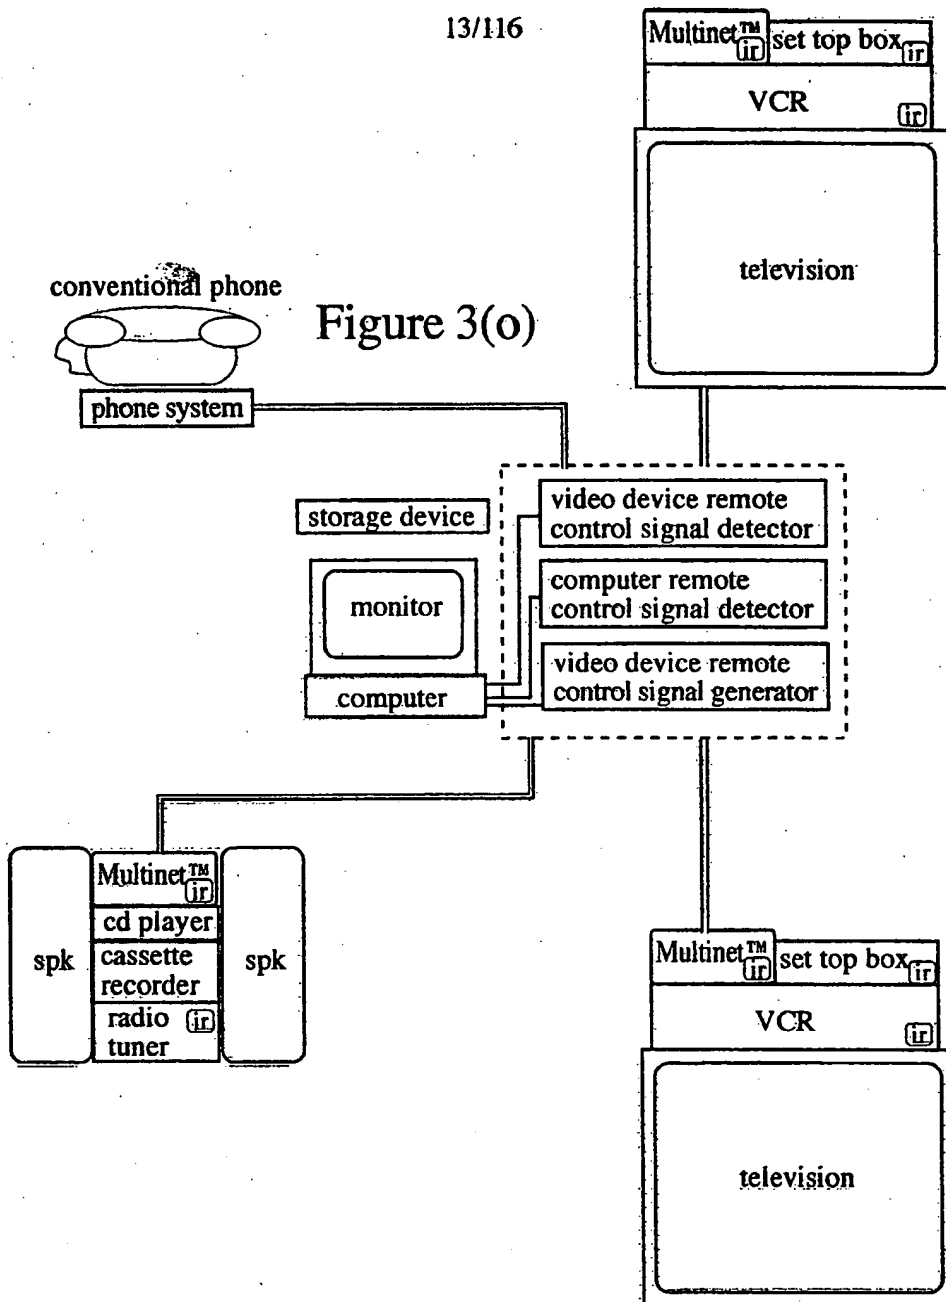 13/116
Multinet™
ir
set top box
ir
VCR
ir
television
conventional phone
Figure 3(o)
phone system
storage device
video device remote
control signal detector
monitor
computer remote
control signal detector
computer
video device remote
control signal generator
spk
Multinet™
ir
cd player
cassette
recorder
radio
ir
tuner
spk
Multinet™
ir
set top box
ir
VCR
ir
television